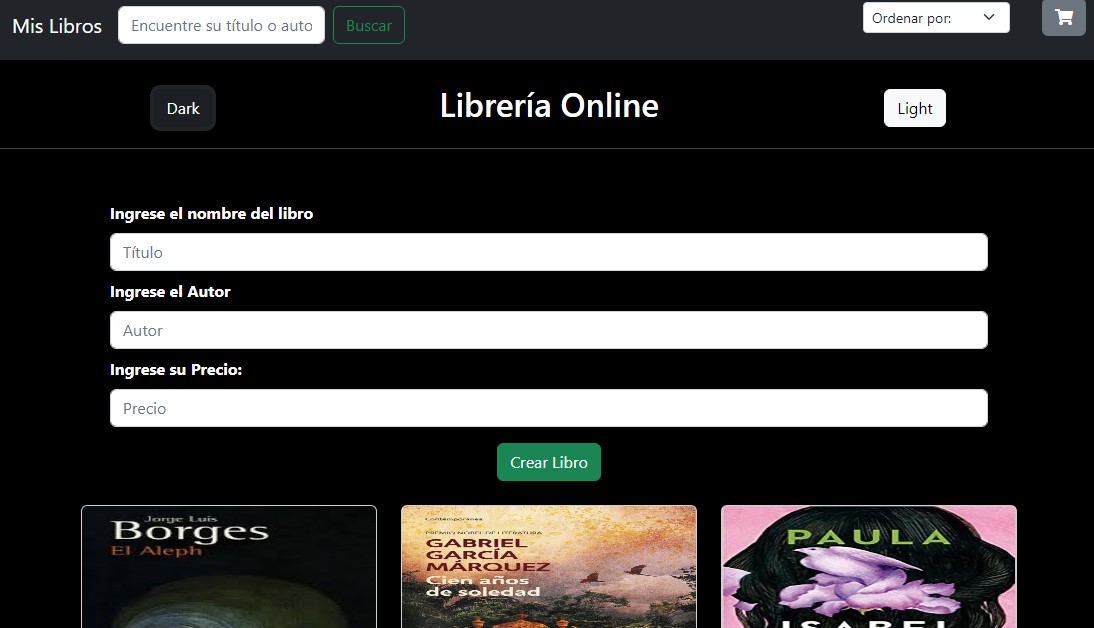 Mis Libros
Encuentre su título o auto
Buscar
Ordenar por:
Dark
Librería Online
Light
Ingrese el nombre del libro
Título
Ingrese el Autor
Autor
Ingrese su Precio:
Precio
Crear Libro
Jorge Luis
Borges
El Aleph
Contemporánea
PREMIO NOBEL DE LITERATURA
GABRIEL
GARCÍA
MÁRQUEZ
Cien años
de soledad
PAULA
ISABEL